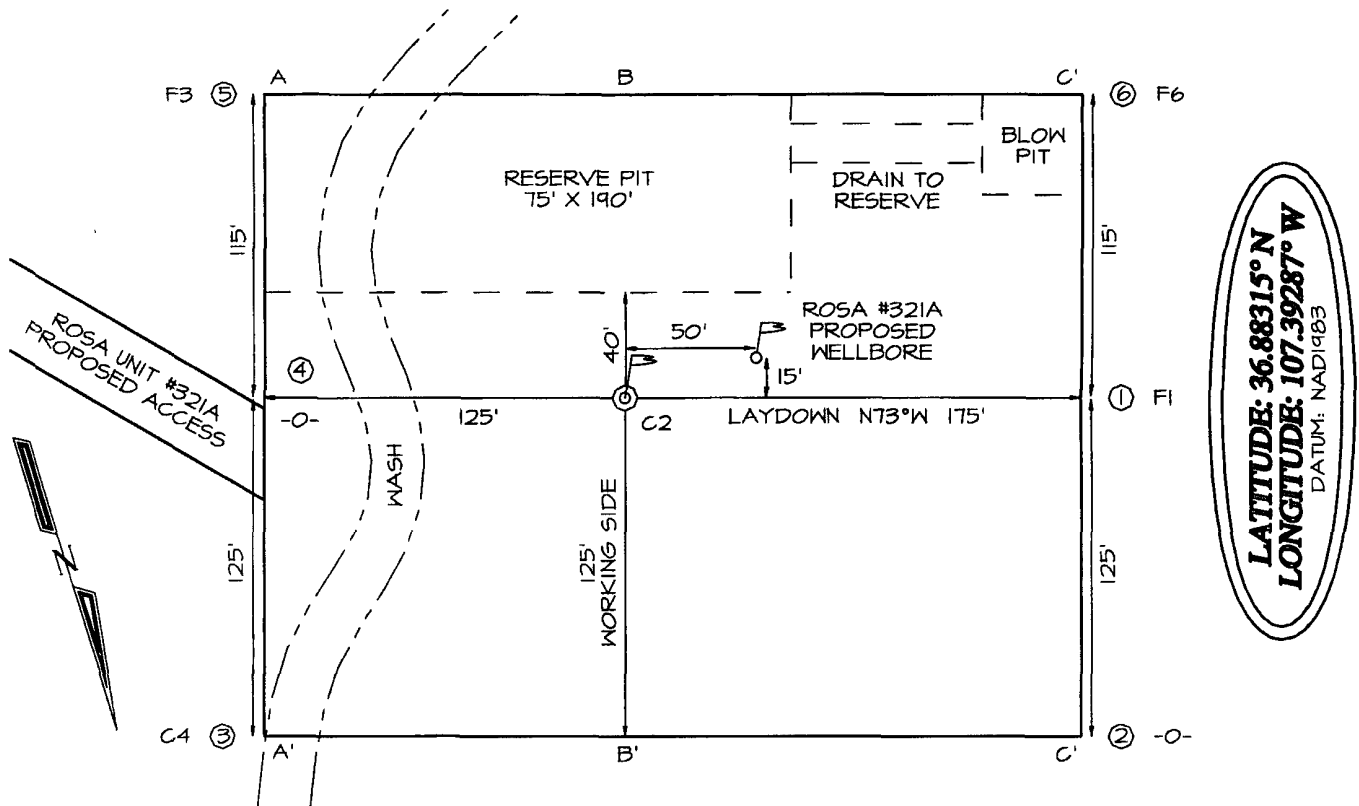 A
B
C'
F3 ⑤
⑥ F6
BLOW
PIT
RESERVE PIT
75' X 190'
DRAIN TO
RESERVE
115'
115'
ROSA UNIT #321A
PROPOSED ACCESS
ROSA #321A
PROPOSED
WELLBORE
50'
40'
15'
④
-0-
125'
C2
LAYDOWN N73°W 175'
① F1
WASH
N
125'
125'
WORKING SIDE
125'
C4 ③
② -0-
A'
B'
C'
LATITUDE: 36.88315° N
LONGITUDE: 107.39287° W
DATUM: NAD1983